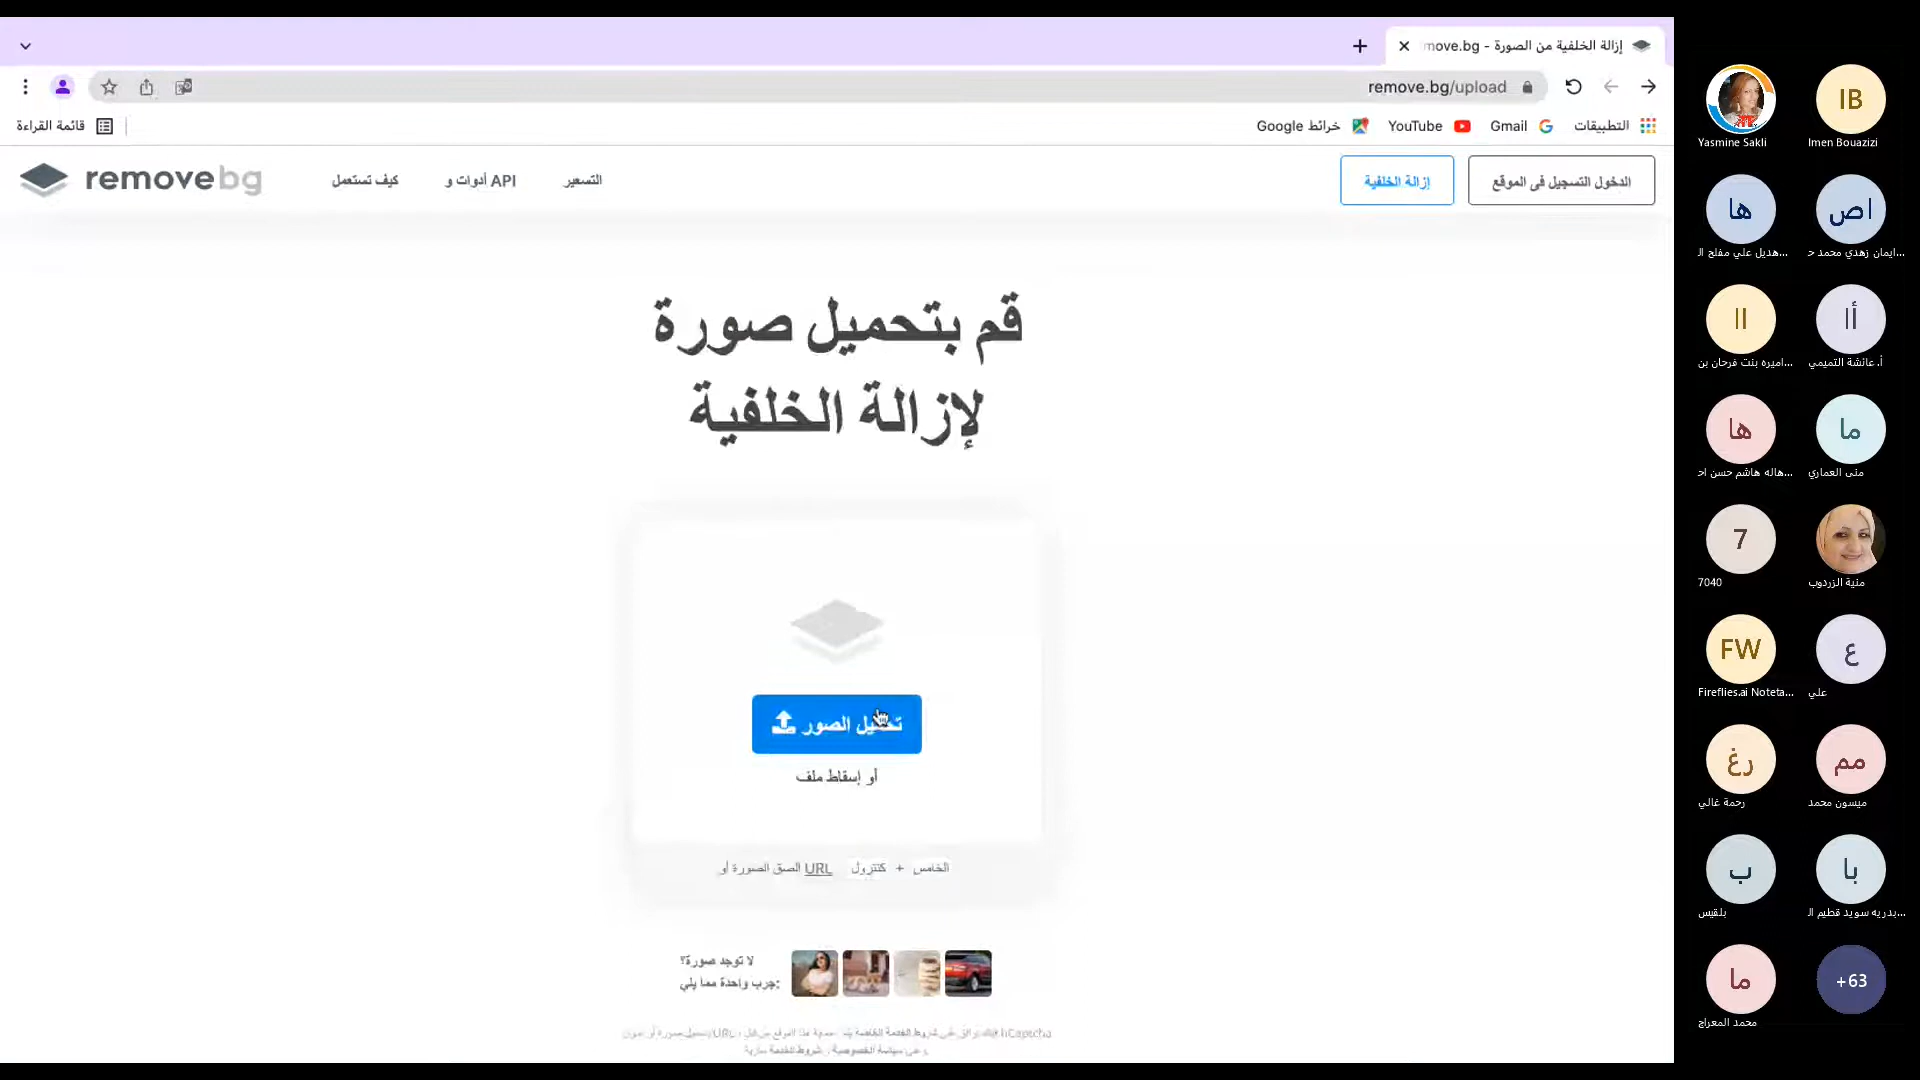 إزالة الخلفية من الصورة - move.bg
remove.bg/upload
التطبيقات
Gmail
YouTube
خرائط Google
قائمة القراءة
removebg
كيف تستعمل
API أدوات و
التسعير
إزالة الخلفية
الدخول التسجيل في الموقع
قم بتحميل صورة
لإزالة الخلفية
تحميل الصور
أو إسقاط ملف
الخامس + كنترول
الصق الصورة أو URL
لا توجد صورة؟
جرب واحدة مما يلي:
Yasmine Sakli
IB
Imen Bouazizi
ها
هديل علي مفلح ال...
اص
ايمان زهدي محمد ح...
اا
اميره بنت فرحان بن...
أا
أ. عائشة التميمي
ها
هاله هاشم حسن اح...
ما
منى العماري
7
7040
منية الزردوب
FW
Fireflies.ai Noteta...
ع
علي
رغ
رحمة غالي
مم
ميسون محمد
ب
بلقيس
با
بدريه سويد قطيم ال...
ما
محمد المعراج
+63